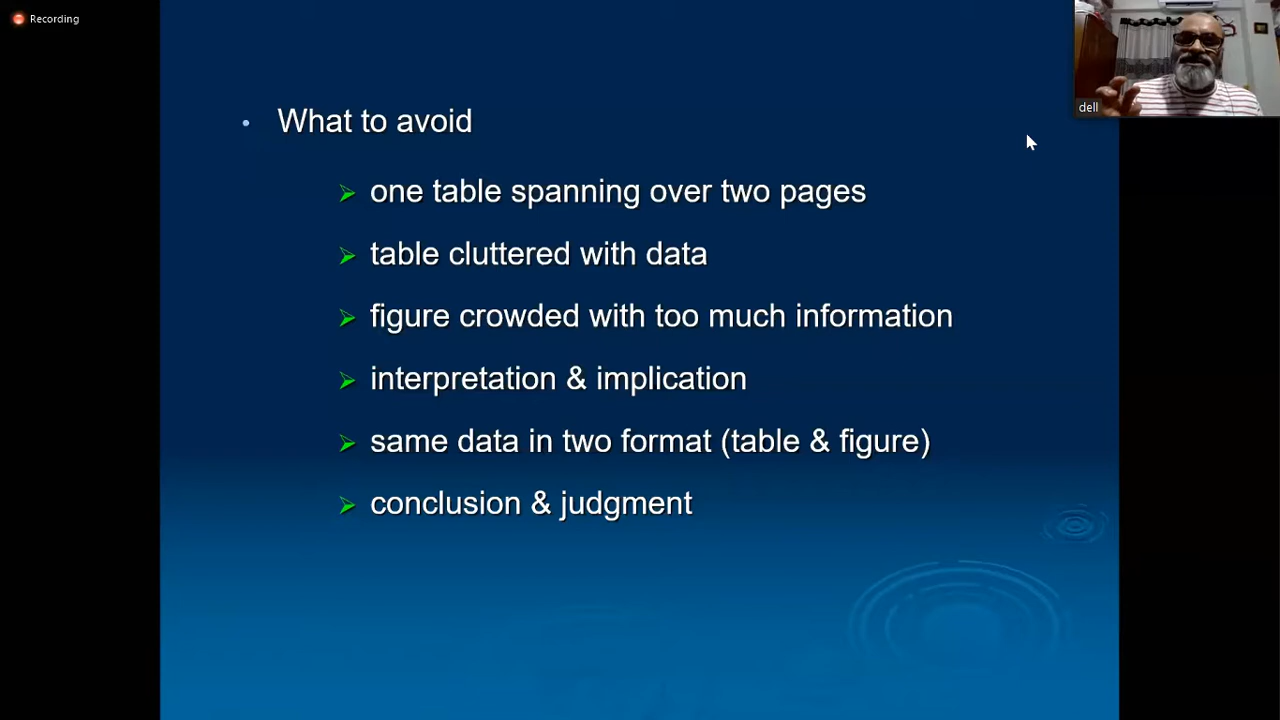 Recording
dell
What to avoid
one table spanning over two pages
table cluttered with data
figure crowded with too much information
interpretation & implication
same data in two format (table & figure)
conclusion & judgment